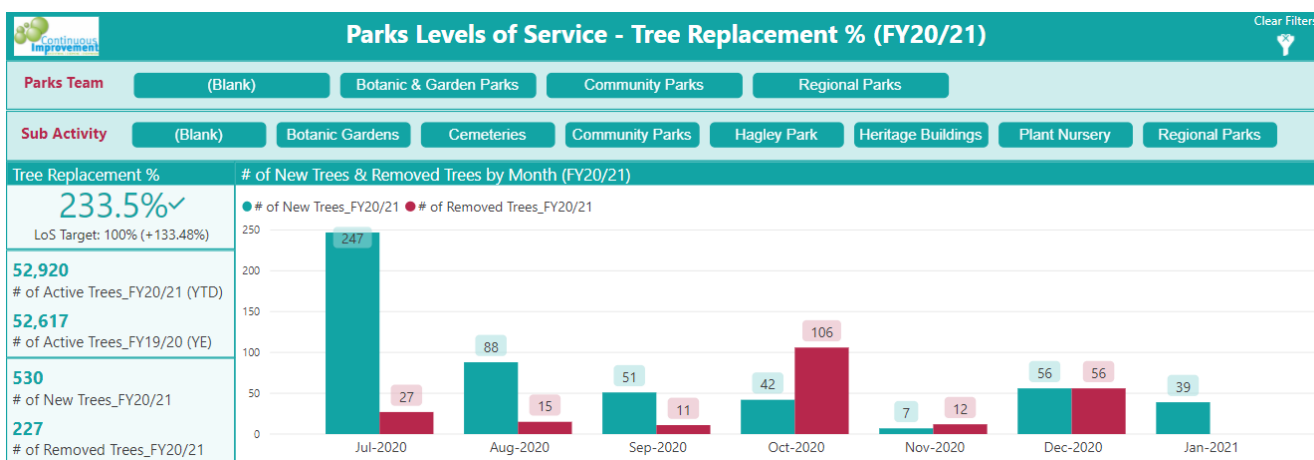 Continuous
Improvement
Parks Levels of Service - Tree Replacement % (FY20/21)
Clear Filters
Parks Team
(Blank)
Botanic & Garden Parks
Community Parks
Regional Parks
Sub Activity
(Blank)
Botanic Gardens
Cemeteries
Community Parks
Hagley Park
Heritage Buildings
Plant Nursery
Regional Parks
Tree Replacement %
233.5%✓
LoS Target: 100% (+133.48%)
52,920
# of Active Trees_FY20/21 (YTD)
52,617
# of Active Trees_FY19/20 (YE)
530
# of New Trees_FY20/21
227
# of Removed Trees_FY20/21
# of New Trees & Removed Trees by Month (FY20/21)
# of New Trees_FY20/21 # of Removed Trees_FY20/21
250
200
150
100
50
0
247
27
88
15
51
11
42
106
7
12
56
56
39
Jul-2020
Aug-2020
Sep-2020
Oct-2020
Nov-2020
Dec-2020
Jan-2021